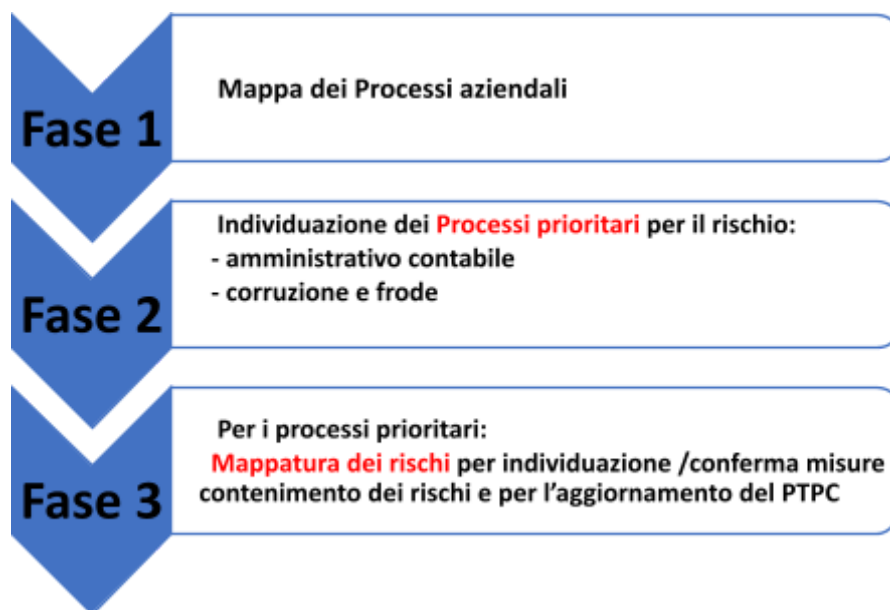 Fase 1
Mappa dei Processi aziendali
Fase 2
Individuazione dei Processi prioritari per il rischio:
- amministrativo contabile
- corruzione e frode
Fase 3
Per i processi prioritari:
Mappatura dei rischi per individuazione /conferma misure
contenimento dei rischi e per l’aggiornamento del PTPC